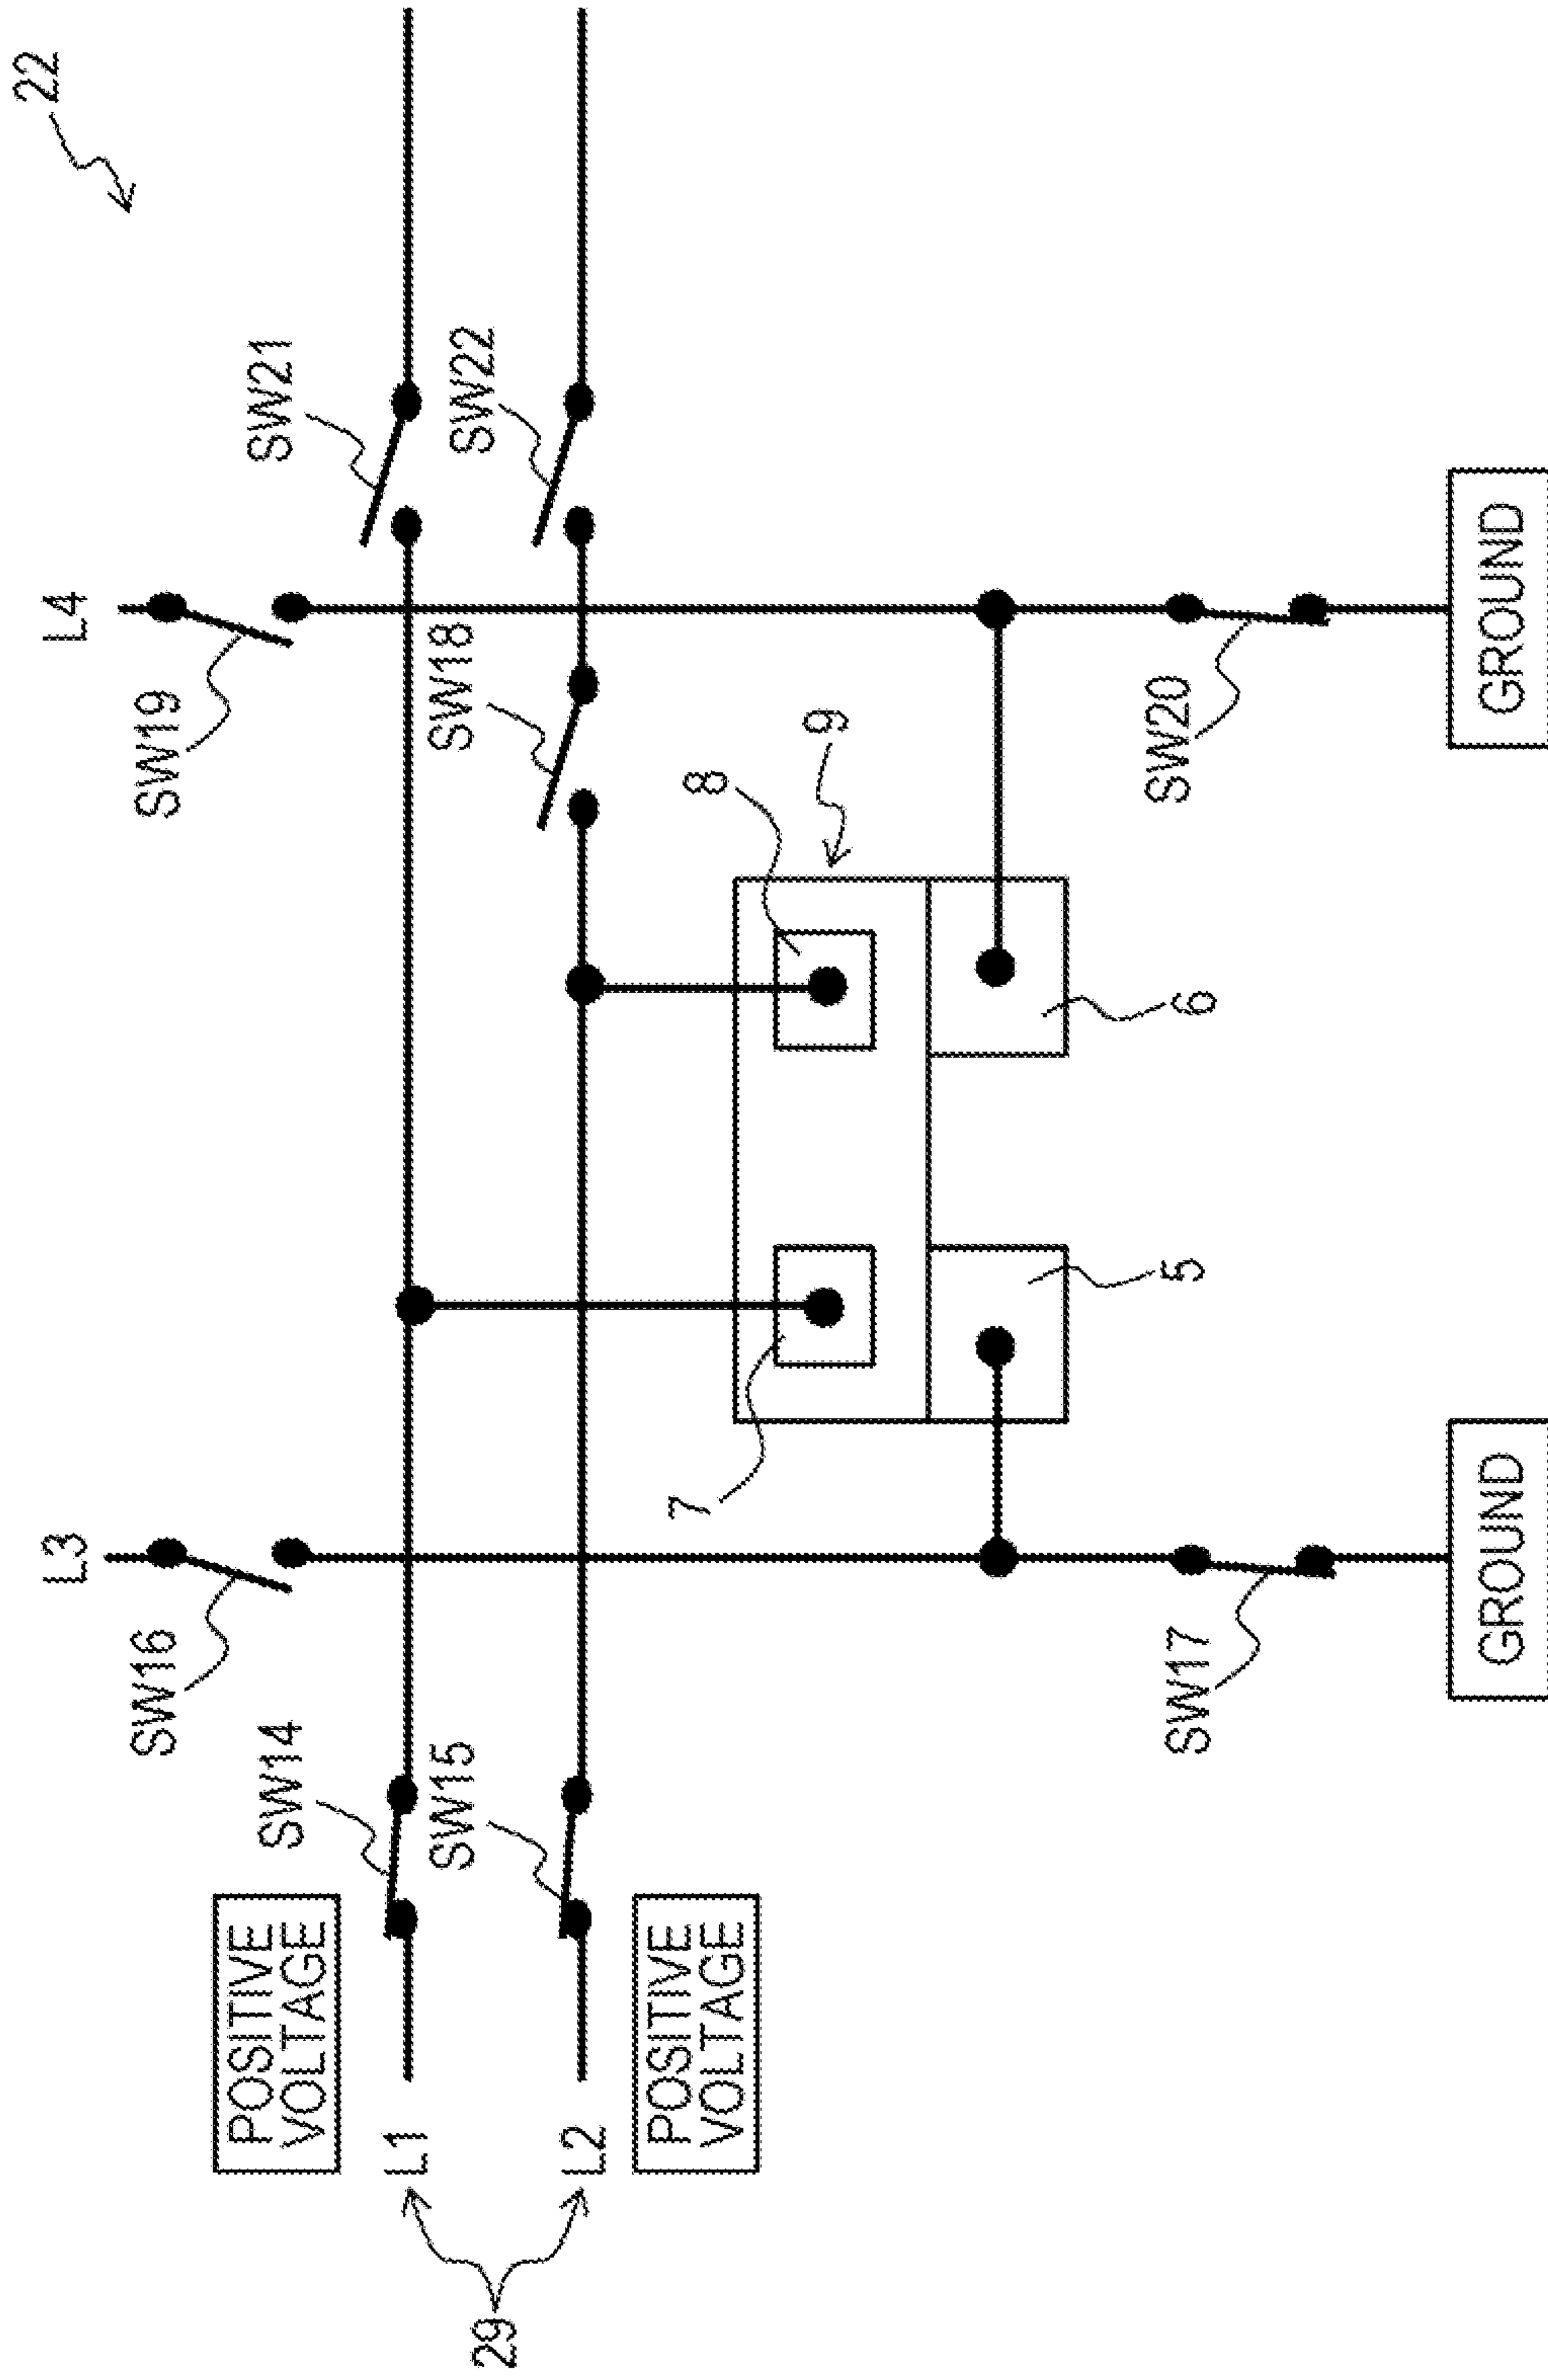 22
L3
L4
SW16
SW19
POSITIVE
VOLTAGE
SW14
SW21
L1
SW15
SW18
SW22
29
L2
POSITIVE
VOLTAGE
7
8
9
SW17
5
6
SW20
GROUND
GROUND